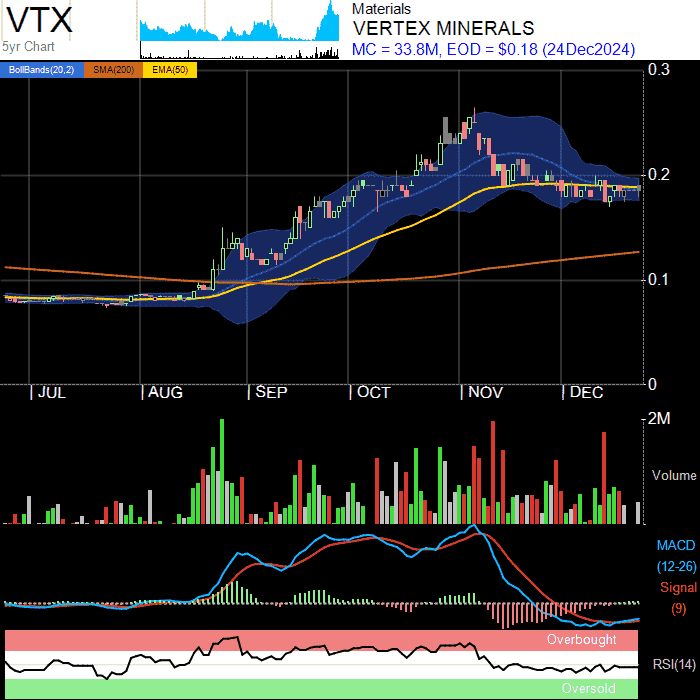 VTX
5yr Chart
Materials
VERTEX MINERALS
MC = 33.8M, EOD = $0.18 (24Dec2024)
BollBands(20,2) SMA(200) EMA(50)
0.3
0.2
0.1
0
JUL AUG SEP OCT NOV DEC
2M
Volume
MACD
(12-26)
Signal
(9)
Overbought
RSI(14)
Oversold